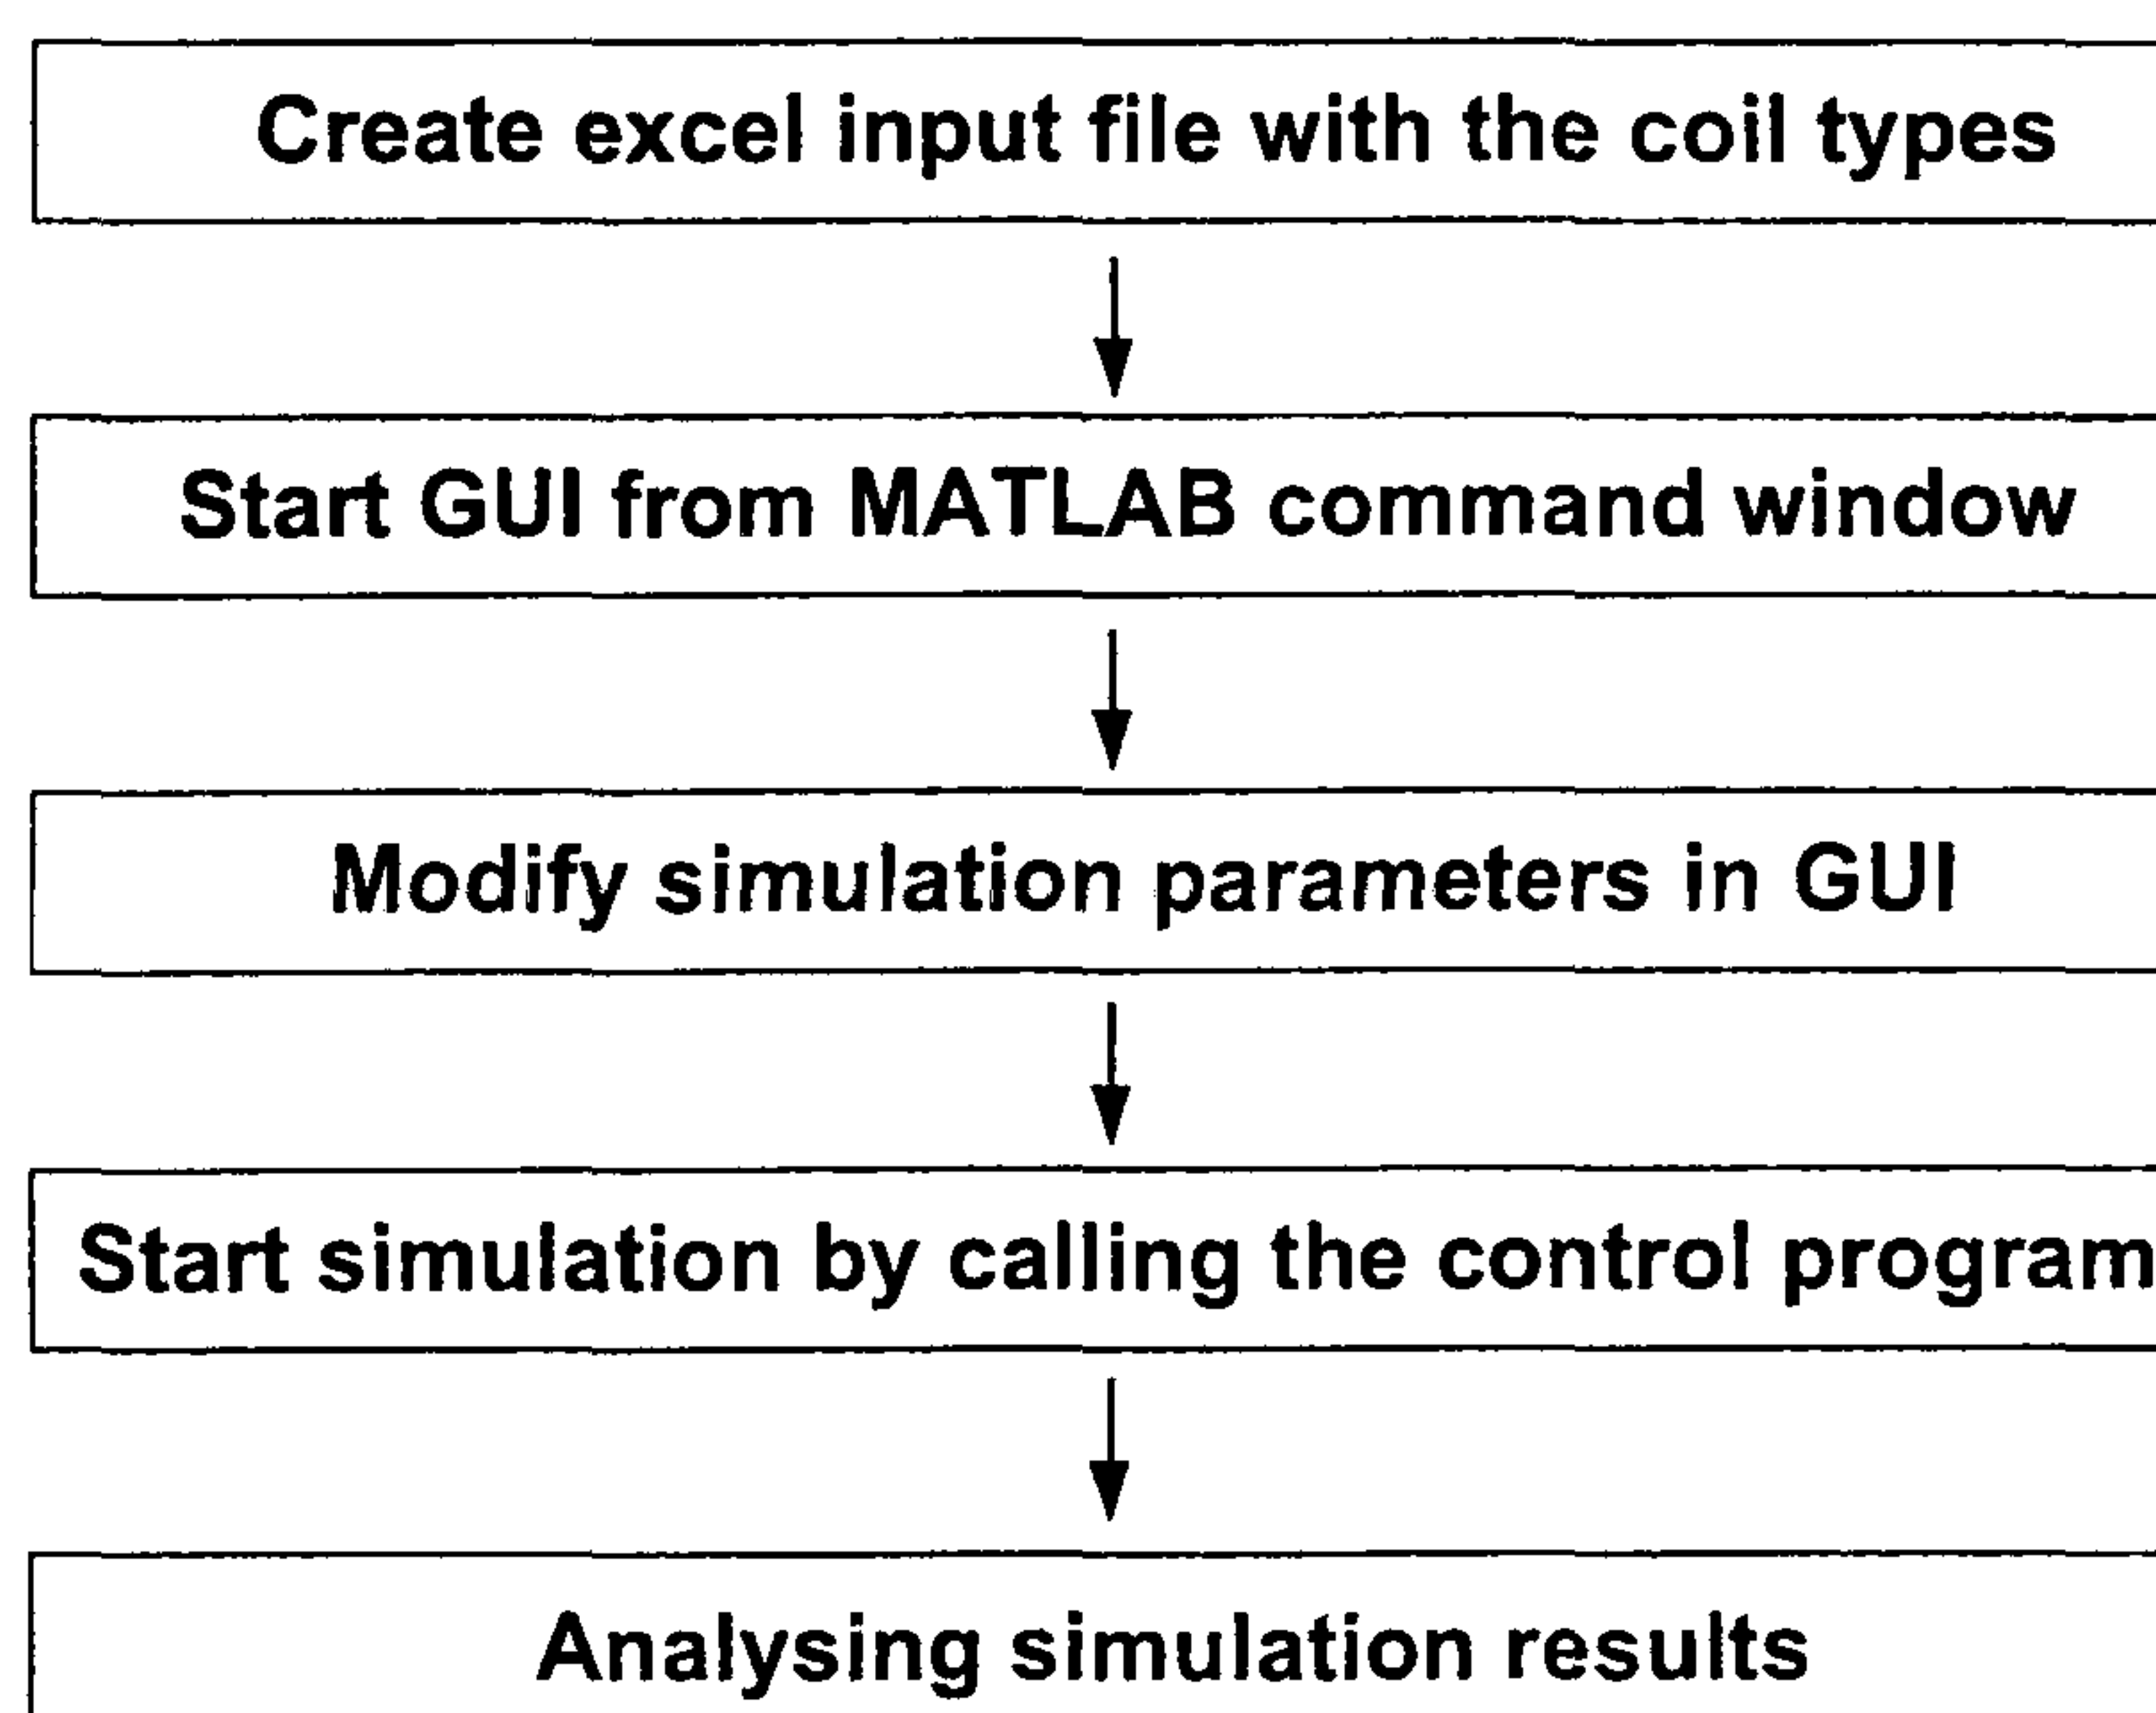 Create excel input file with the coil types
Start GUI from MATLAB command window
Modify simulation parameters in GUI
Start simulation by calling the control program
Analysing simulation results